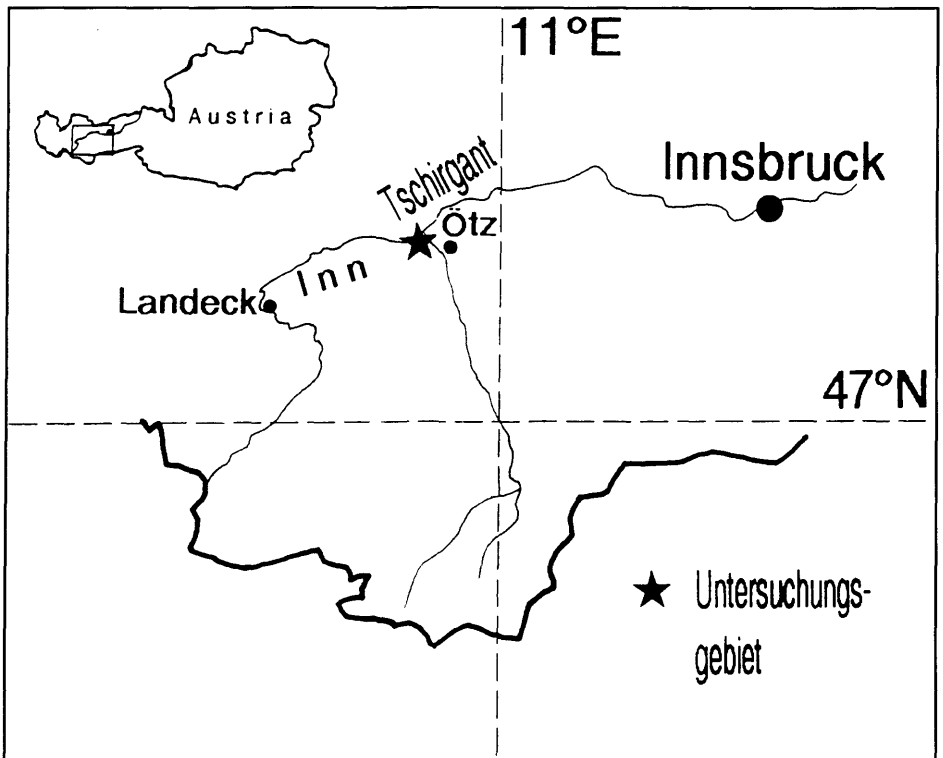 11°E
Austria
Tschirgant
Innsbruck
Ötz
Inn
Landeck
47°N
Untersuchungs-
gebiet